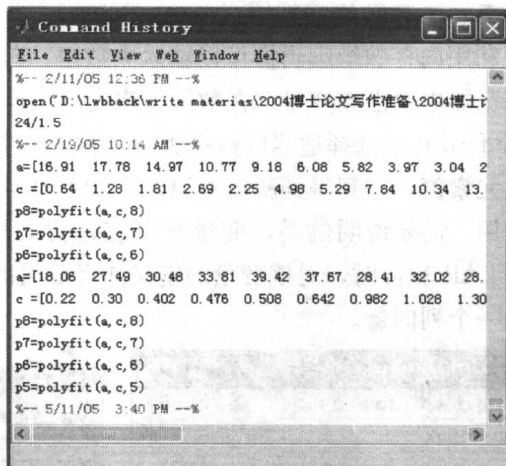 Command History
File Edit View Web Window Help
%-- 2/11/05 12:36 PM --%
open('D:\lwbback\write materias\2004博士论文写作准备\2004博士论
24/1.5
%-- 2/19/05 10:14 AM --%
a=[16.91 17.78 14.97 10.77 9.18 6.08 5.82 3.97 3.04 2
c =[0.64 1.28 1.81 2.69 2.25 4.98 5.29 7.84 10.34 13.
p8=polyfit(a,c,8)
p7=polyfit(a,c,7)
p6=polyfit(a,c,6)
a=[18.06 27.49 30.48 33.81 39.42 37.67 28.41 32.02 28.
c =[0.22 0.30 0.402 0.476 0.508 0.642 0.982 1.028 1.30
p8=polyfit(a,c,8)
p7=polyfit(a,c,7)
p6=polyfit(a,c,6)
p5=polyfit(a,c,5)
%-- 5/11/05 3:40 PM --%